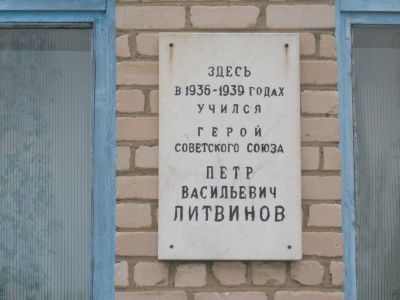 ЗДЕСЬ
В 1936-1939 ГОДАХ
УЧИЛСЯ
ГЕРОЙ
СОВЕТСКОГО СОЮЗА
ПЕТР
ВАСИЛЬЕВИЧ
ЛИТВИНОВ